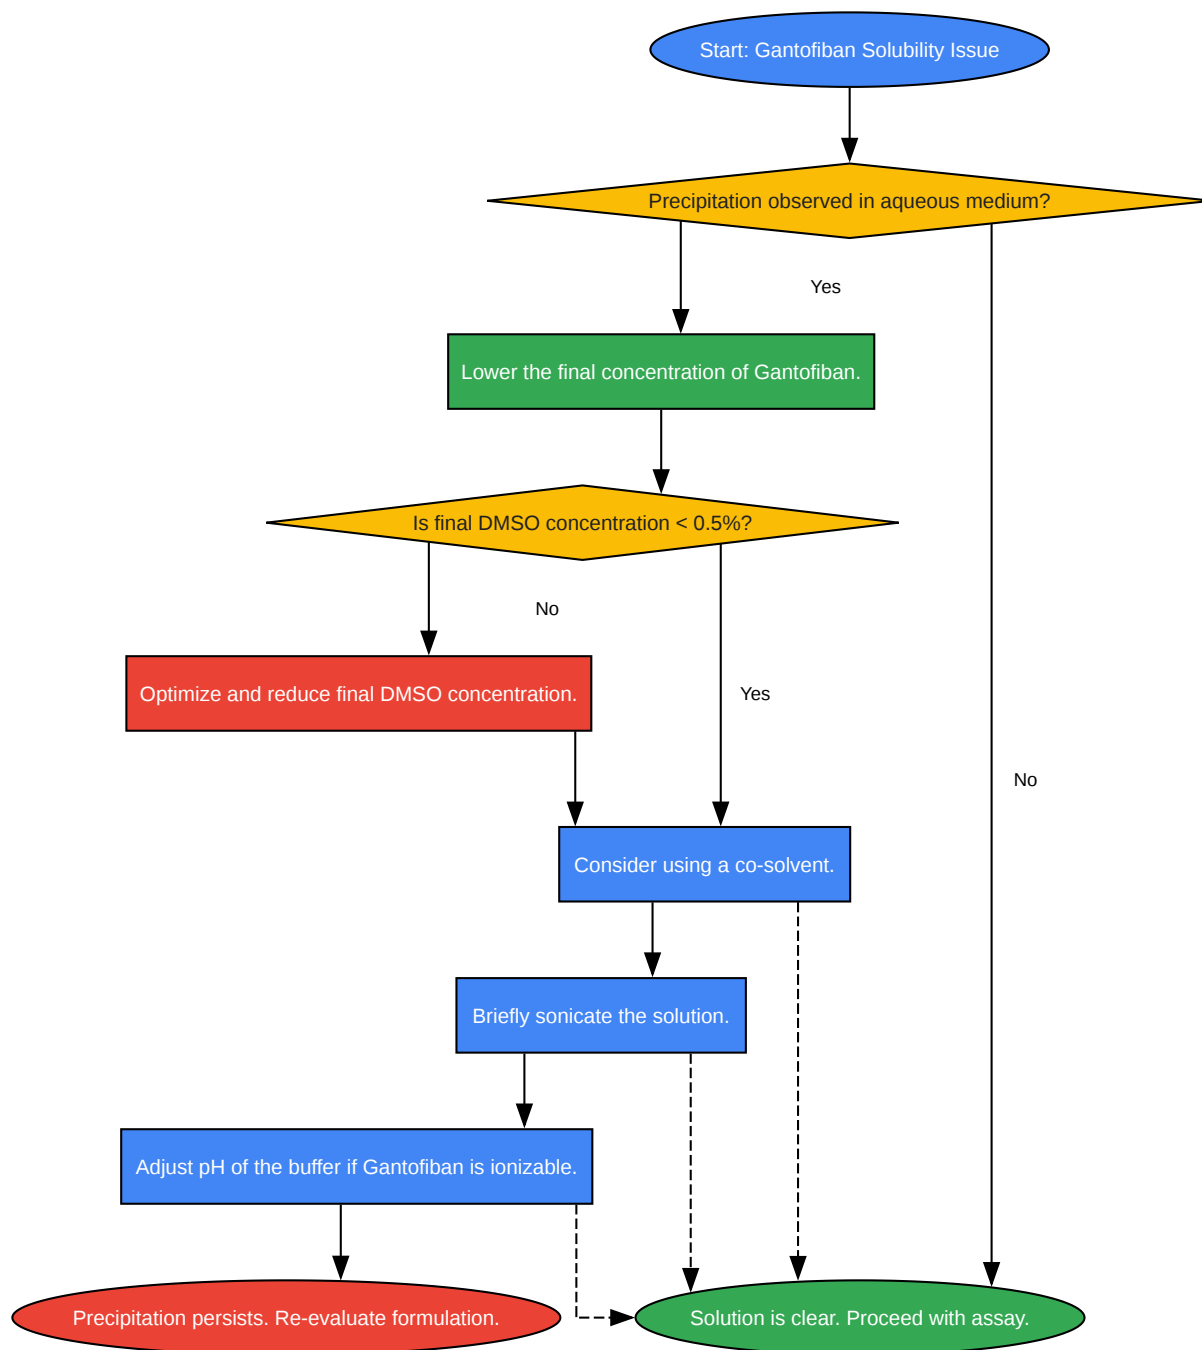 Start: Gantofiban Solubility Issue
Precipitation observed in aqueous medium?
Yes
Lower the final concentration of Gantofiban.
Is final DMSO concentration < 0.5%?
No
Optimize and reduce final DMSO concentration.
Yes
No
Consider using a co-solvent.
Briefly sonicate the solution.
Adjust pH of the buffer if Gantofiban is ionizable.
Precipitation persists. Re-evaluate formulation.
Solution is clear. Proceed with assay.